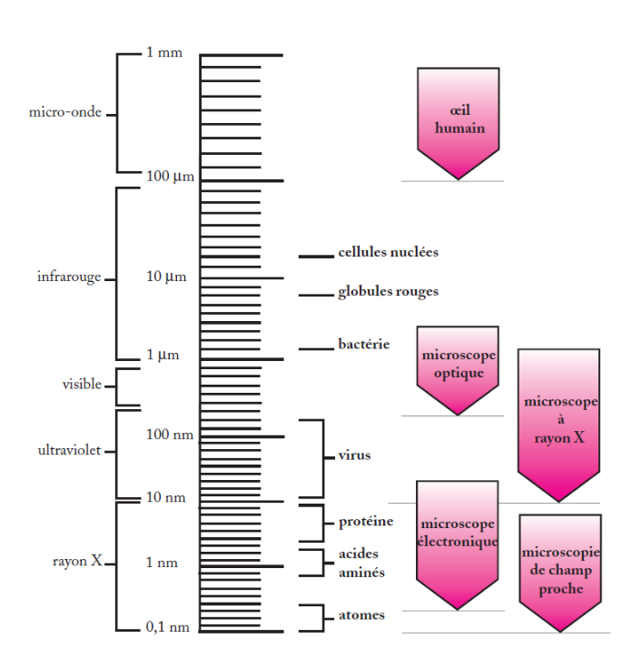 1 mm
micro-onde
100 µm
infrarouge
10 µm
1 µm
visible
100 nm
ultraviolet
10 nm
rayon X
1 nm
0,1 nm
cellules nuclées
globules rouges
bactérie
virus
protéine
acides
aminés
atomes
œil
humain
microscope
optique
microscope
à
rayon X
microscope
électronique
microscopie
de champ
proche